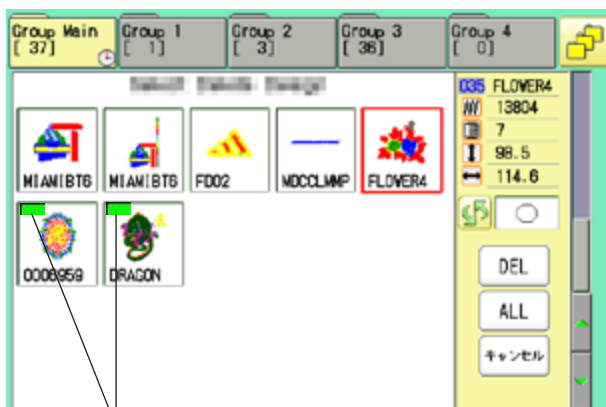 Group Main
[ 37]
Group 1
[ 1]
Group 2
[ 3]
Group 3
[ 36]
Group 4
[ 0]
035 FLOWER4
13804
7
98.5
114.6
MIAMIBT6
MIAMIBT6
FD02
MDCCLMMP
FLOWER4
0006959
DRAGON
DEL
ALL
キャンセル